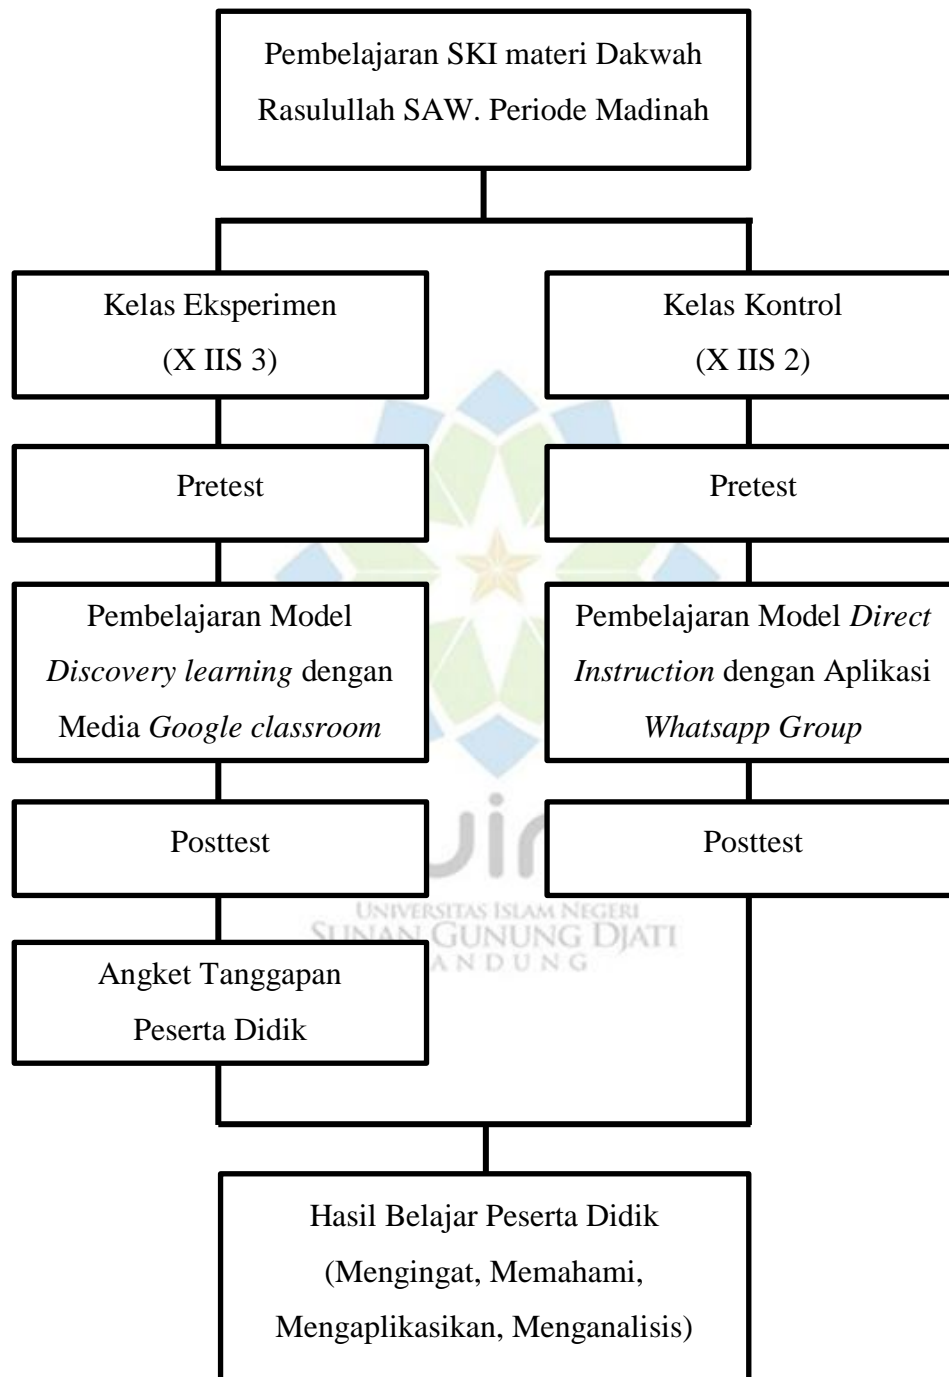 Pembelajaran SKI materi Dakwah
Rasulullah SAW. Periode Madinah
Kelas Eksperimen
(X IIS 3)
Kelas Kontrol
(X IIS 2)
Pretest
Pretest
Pembelajaran Model
Discovery learning dengan
Media Google classroom
Pembelajaran Model Direct
Instruction dengan Aplikasi
Whatsapp Group
Posttest
Posttest
UNIVERSITAS ISLAM NEGERI
SUNAN GUNUNG DJATI
Angket Tanggapan
Peserta Didik
Hasil Belajar Peserta Didik
(Mengingat, Memahami,
Mengaplikasikan, Menganalisis)